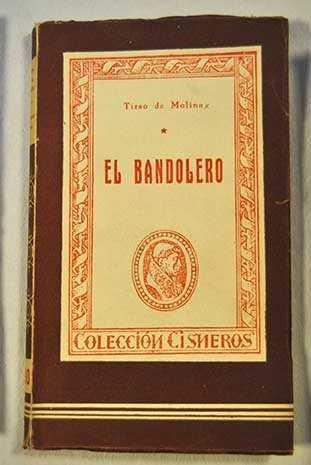 Tirso de Molina
EL BANDOLERO
COLECCIÓN CISNEROS